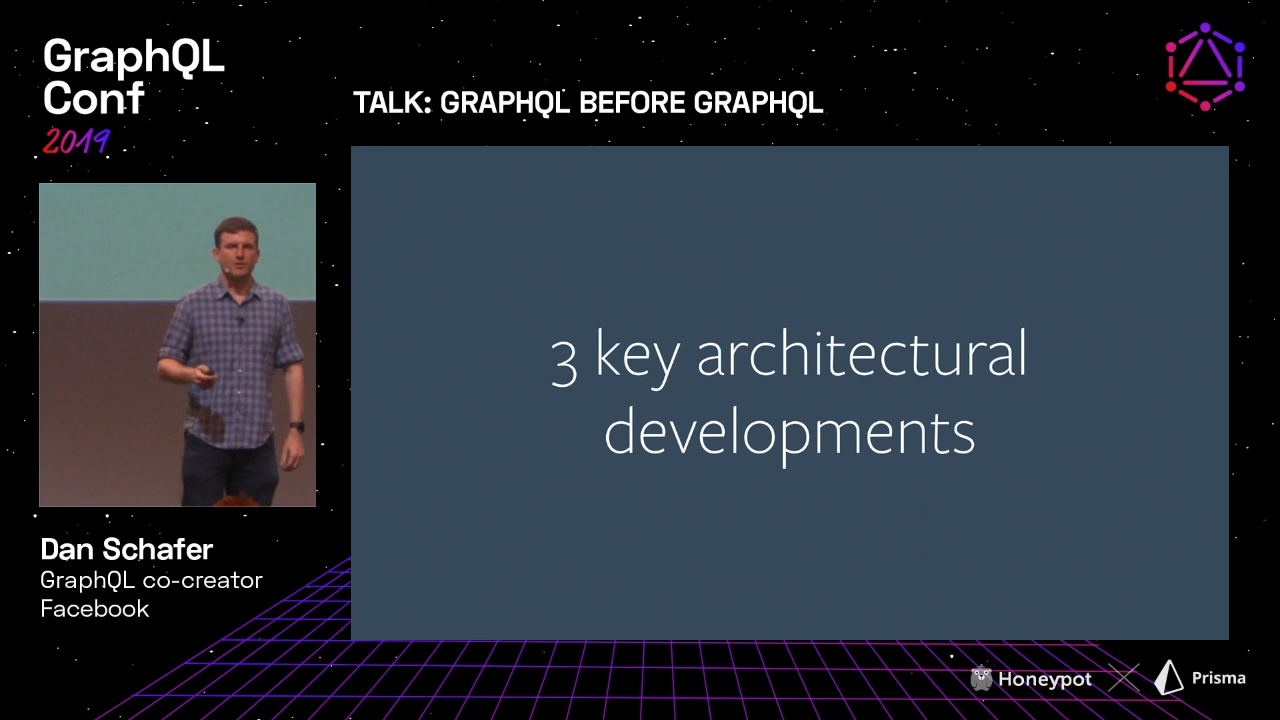 GraphQL
Conf
2019
TALK: GRAPHQL BEFORE GRAPHQL
3 key architectural
developments
Dan Schafer
GraphQL co-creator
Facebook
Honeypot
Prisma